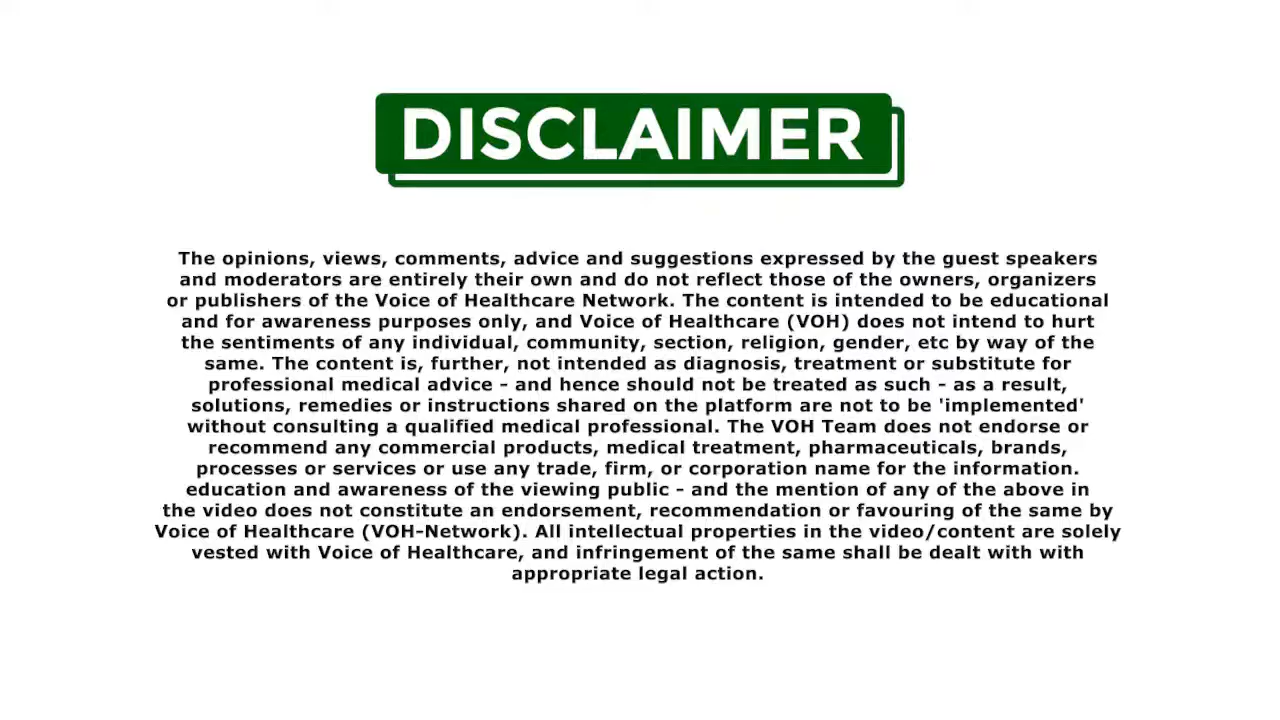 DISCLAIMER
The opinions, views, comments, advice and suggestions expressed by the guest speakers
and moderators are entirely their own and do not reflect those of the owners, organizers
or publishers of the Voice of Healthcare Network. The content is intended to be educational
and for awareness purposes only, and Voice of Healthcare (VOH) does not intend to hurt
the sentiments of any individual, community, section, religion, gender, etc by way of the
same. The content is, further, not intended as diagnosis, treatment or substitute for
professional medical advice - and hence should not be treated as such - as a result,
solutions, remedies or instructions shared on the platform are not to be 'implemented'
without consulting a qualified medical professional. The VOH Team does not endorse or
recommend any commercial products, medical treatment, pharmaceuticals, brands,
processes or services or use any trade, firm, or corporation name for the information.
education and awareness of the viewing public - and the mention of any of the above in
the video does not constitute an endorsement, recommendation or favouring of the same by
Voice of Healthcare (VOH-Network). All intellectual properties in the video/content are solely
vested with Voice of Healthcare, and infringement of the same shall be dealt with with
appropriate legal action.